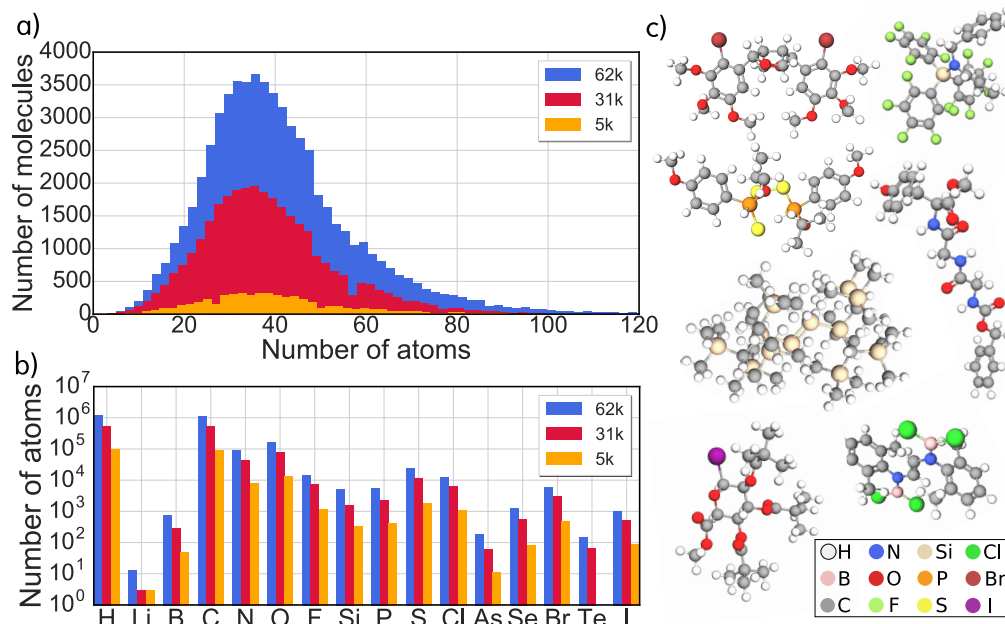 a)
Number of molecules
4000
3500
3000
2500
2000
1500
1000
500
0
0 20 40 60 80 100 120
Number of atoms
62k
31k
5k
b)
Number of atoms
10^7
10^6
10^5
10^4
10^3
10^2
10^1
10^0
H Li B C N O F Si P S Cl As Se Br Te I
62k
31k
5k
c)
H N Si Cl
B O P Br
C F S I